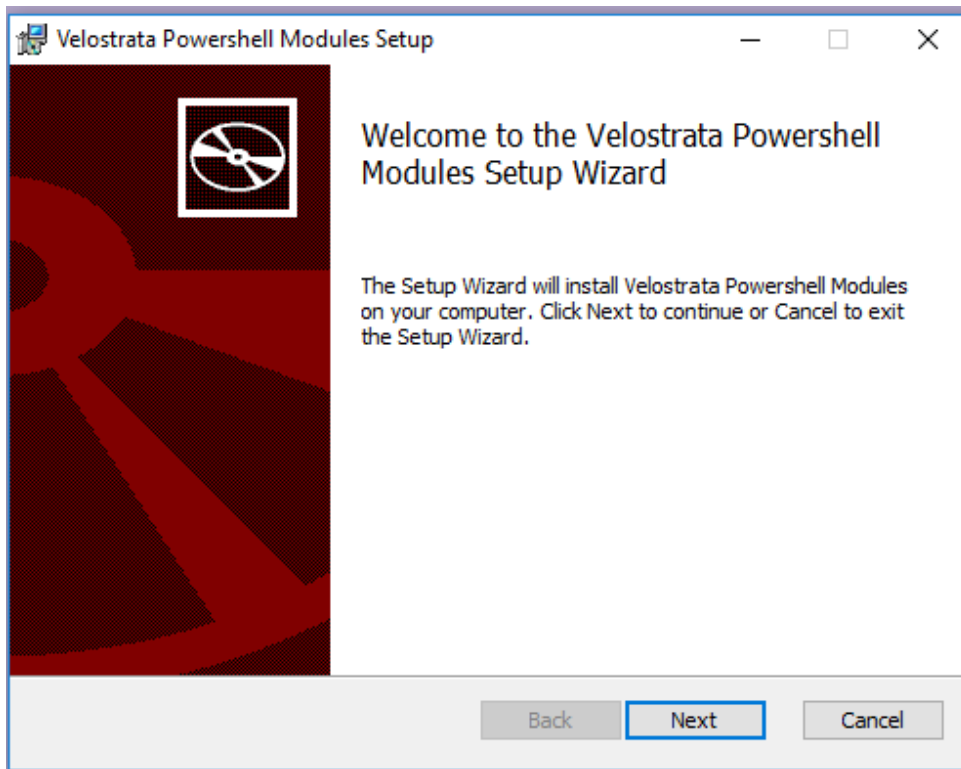 Velostrata Powershell Modules Setup
Welcome to the Velostrata Powershell
Modules Setup Wizard
The Setup Wizard will install Velostrata Powershell Modules
on your computer. Click Next to continue or Cancel to exit
the Setup Wizard.
Back
Next
Cancel